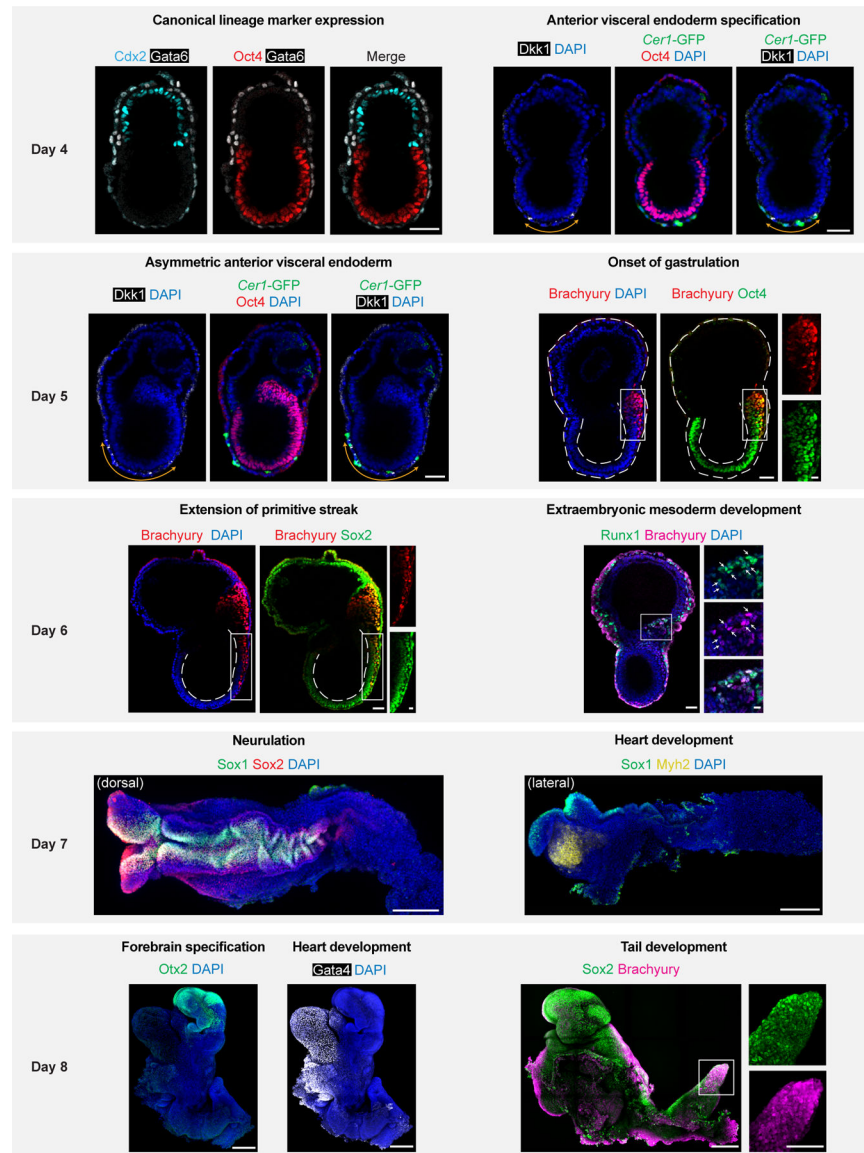 Canonical lineage marker expression
Cdx2 Gata6
Oct4 Gata6
Merge
Anterior visceral endoderm specification
Dkk1 DAPI
Cer1-GFP
Oct4 DAPI
Cer1-GFP
Dkk1 DAPI
Day 4
Asymmetric anterior visceral endoderm
Dkk1 DAPI
Cer1-GFP
Oct4 DAPI
Cer1-GFP
Dkk1 DAPI
Onset of gastrulation
Brachyury DAPI
Brachyury Oct4
Day 5
Extension of primitive streak
Brachyury DAPI
Brachyury Sox2
Extraembryonic mesoderm development
Runx1 Brachyury DAPI
Day 6
Neurulation
Sox1 Sox2 DAPI
(dorsal)
Heart development
Sox1 Myh2 DAPI
(lateral)
Day 7
Forebrain specification
Otx2 DAPI
Heart development
Gata4 DAPI
Tail development
Sox2 Brachyury
Day 8